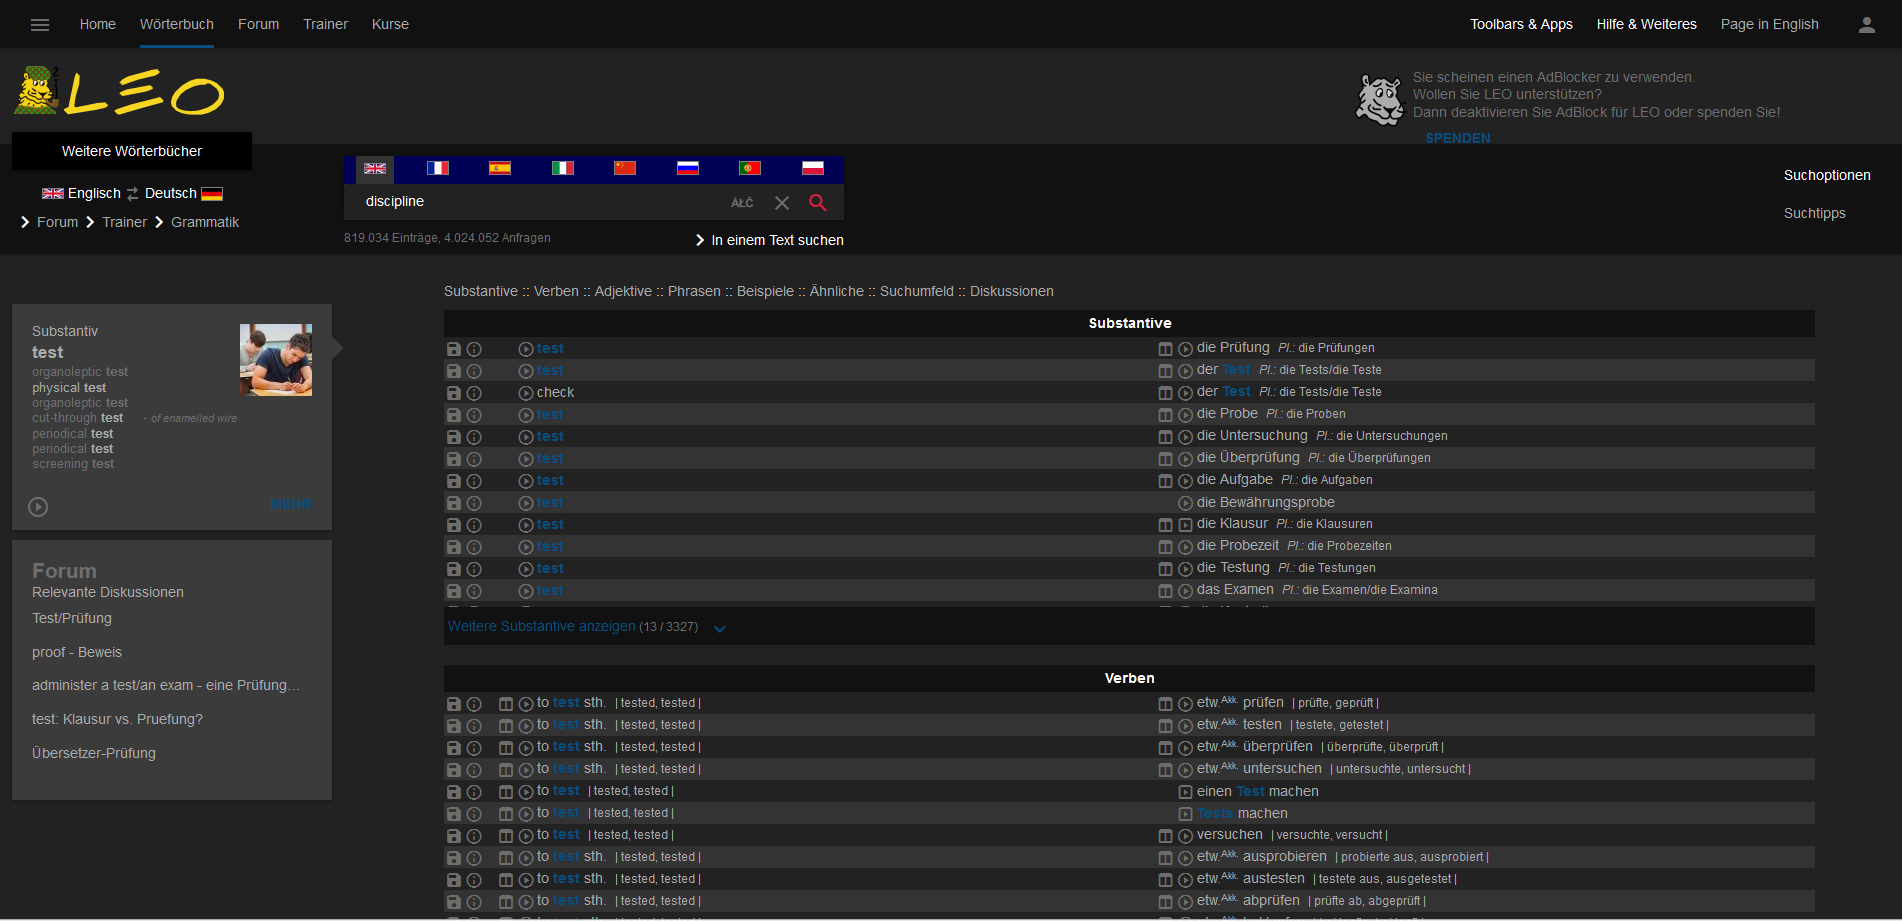 Home Wörterbuch Forum Trainer Kurse Toolbars & Apps Hilfe & Weiteres Page in English
LEO
Sie scheinen einen AdBlocker zu verwenden.
Wollen Sie LEO unterstützen?
Dann deaktivieren Sie AdBlock für LEO oder spenden Sie!
SPENDEN
Weitere Wörterbücher
Englisch Deutsch
Forum Trainer Grammatik
discipline ÀŁČ
819.034 Einträge, 4.024.052 Anfragen In einem Text suchen
Suchoptionen
Suchtipps
Substantiv
test
organoleptic test
physical test
organoleptic test
cut-through test - of enamelled wire
periodical test
periodical test
screening test
MEHR
Forum
Relevante Diskussionen
Test/Prüfung
proof - Beweis
administer a test/an exam - eine Prüfung…
test: Klausur vs. Pruefung?
Übersetzer-Prüfung
Substantive :: Verben :: Adjektive :: Phrasen :: Beispiele :: Ähnliche :: Suchumfeld :: Diskussionen
Substantive
test die Prüfung Pl.: die Prüfungen
test der Test Pl.: die Tests/die Teste
check der Test Pl.: die Tests/die Teste
test die Probe Pl.: die Proben
test die Untersuchung Pl.: die Untersuchungen
test die Überprüfung Pl.: die Überprüfungen
test die Aufgabe Pl.: die Aufgaben
test die Bewährungsprobe
test die Klausur Pl.: die Klausuren
test die Probezeit Pl.: die Probezeiten
test die Testung Pl.: die Testungen
test das Examen Pl.: die Examen/die Examina
Weitere Substantive anzeigen (13 / 3327)
Verben
to test sth. | tested, tested | etw.Akk. prüfen | prüfte, geprüft |
to test sth. | tested, tested | etw.Akk. testen | testete, getestet |
to test sth. | tested, tested | etw.Akk. überprüfen | überprüfte, überprüft |
to test sth. | tested, tested | etw.Akk. untersuchen | untersuchte, untersucht |
to test | tested, tested | einen Test machen
to test | tested, tested | Tests machen
to test | tested, tested | versuchen | versuchte, versucht |
to test sth. | tested, tested | etw.Akk. ausprobieren | probierte aus, ausprobiert |
to test sth. | tested, tested | etw.Akk. austesten | testete aus, ausgetestet |
to test sth. | tested, tested | etw.Akk. abprüfen | prüfte ab, abgeprüft |